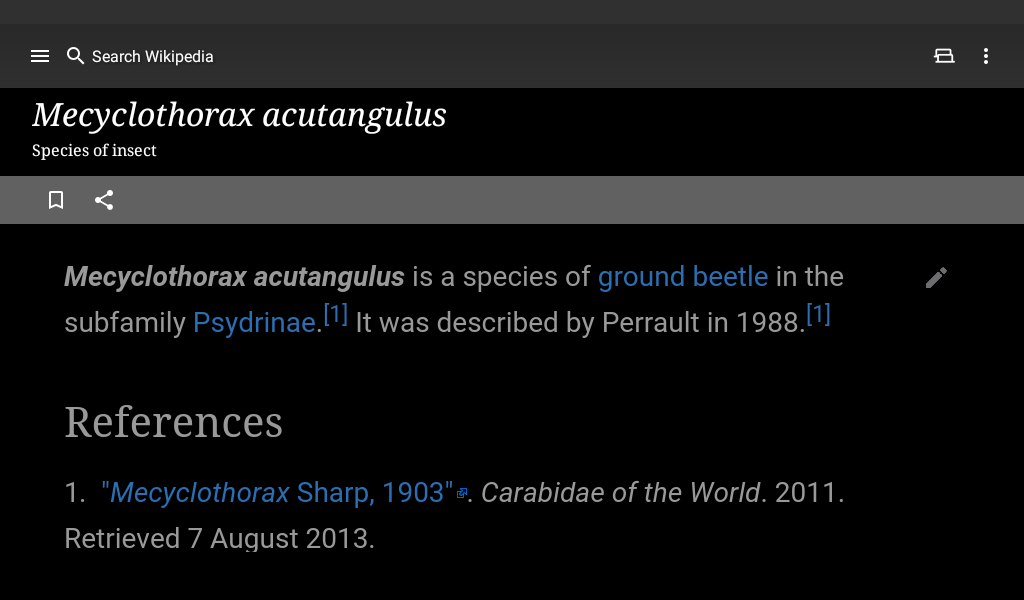 Search Wikipedia
Mecyclothorax acutangulus
Species of insect
Mecyclothorax acutangulus is a species of ground beetle in the
subfamily Psydrinae.[1] It was described by Perrault in 1988.[1]
References
1. "Mecyclothorax Sharp, 1903". Carabidae of the World. 2011.
Retrieved 7 August 2013.